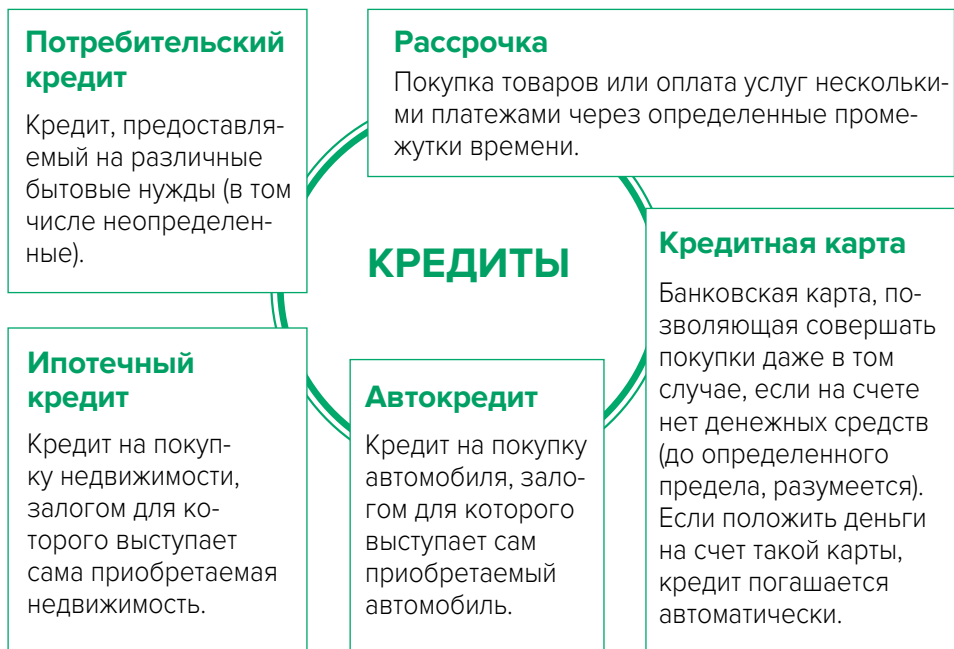 Потребительский
кредит
Кредит, предоставля-
емый на различные
бытовые нужды (в том
числе неопределен-
ные).
Рассрочка
Покупка товаров или оплата услуг нескольки-
ми платежами через определенные проме-
жутки времени.
КРЕДИТЫ
Кредитная карта
Банковская карта, по-
зволяющая совершать
покупки даже в том
случае, если на счете
нет денежных средств
(до определенного
предела, разумеется).
Если положить деньги
на счет такой карты,
кредит погашается
автоматически.
Ипотечный
кредит
Кредит на покуп-
ку недвижимости,
залогом для ко-
торого выступает
сама приобретаемая
недвижимость.
Автокредит
Кредит на покупку
автомобиля, зало-
гом для которого
выступает сам
приобретаемый
автомобиль.